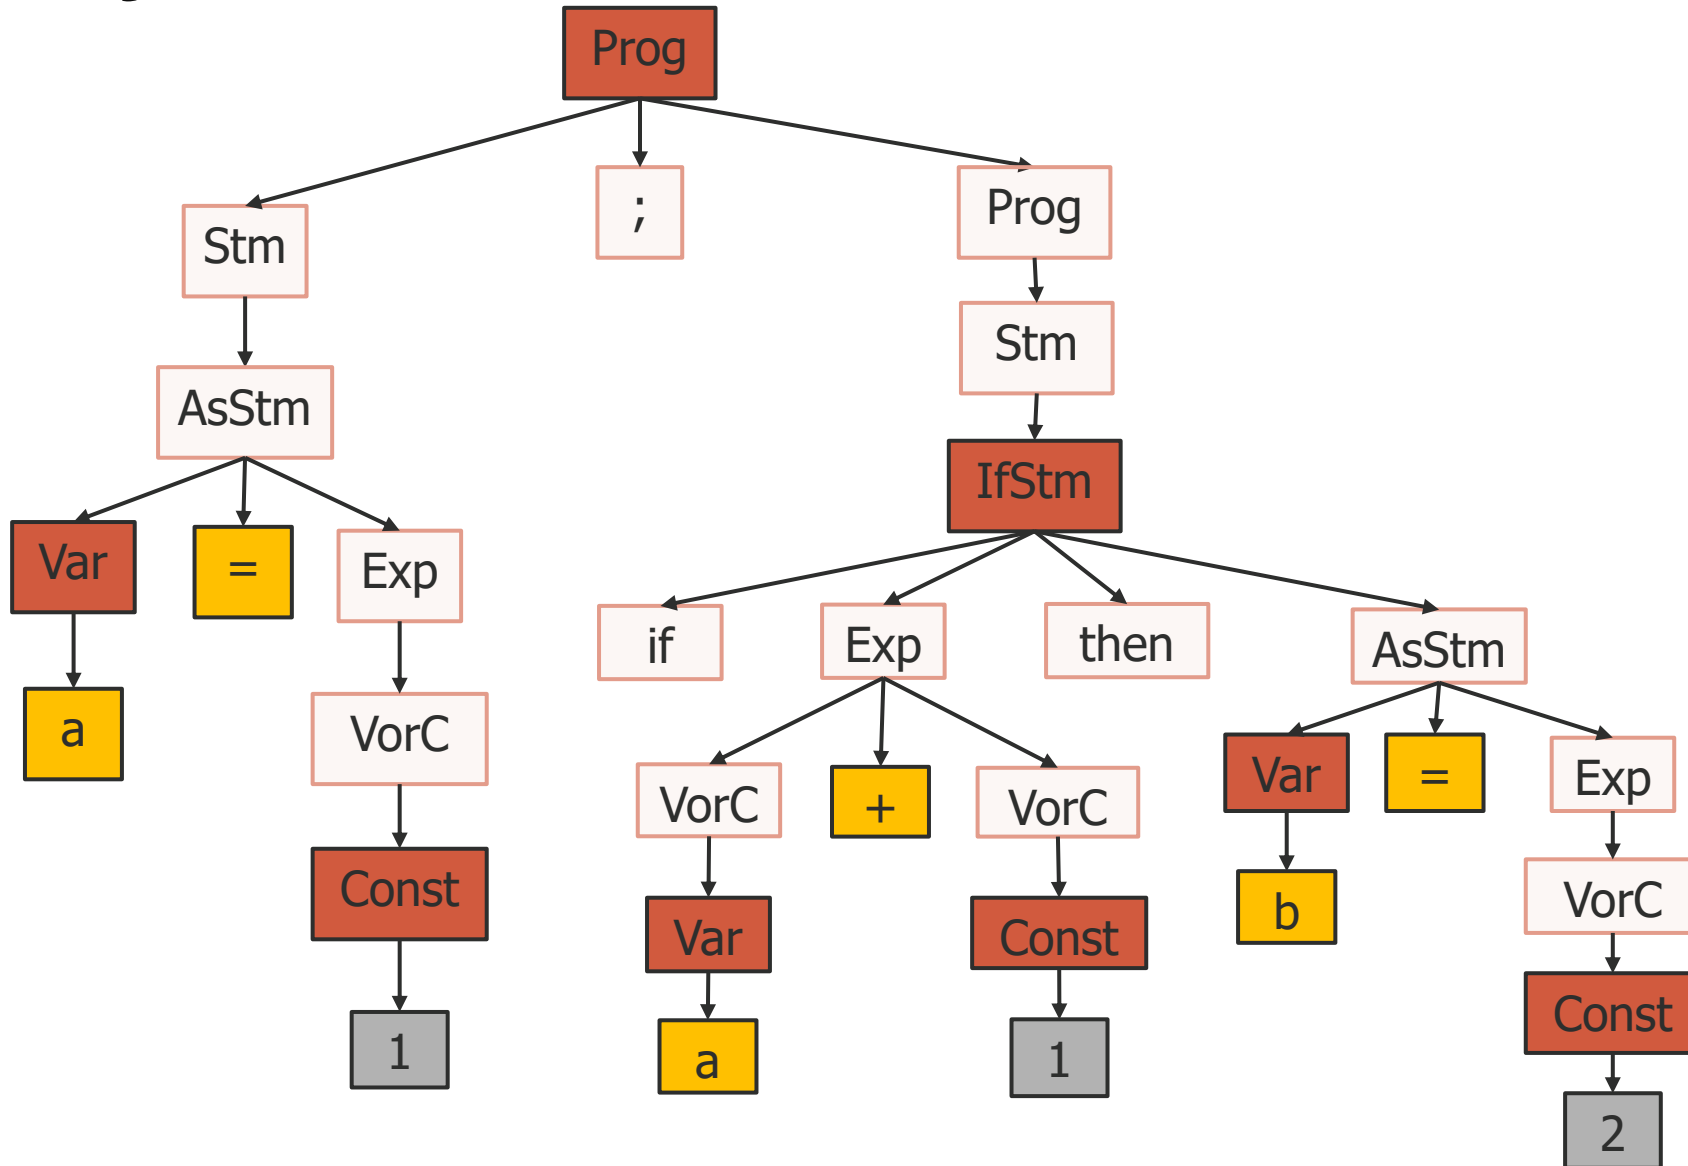 Prog
Stm
;
Prog
AsStm
Stm
Var
=
Exp
IfStm
a
VorC
if
Exp
then
AsStm
Const
VorC
+
VorC
Var
=
Exp
1
Var
Const
b
VorC
a
1
Const
2